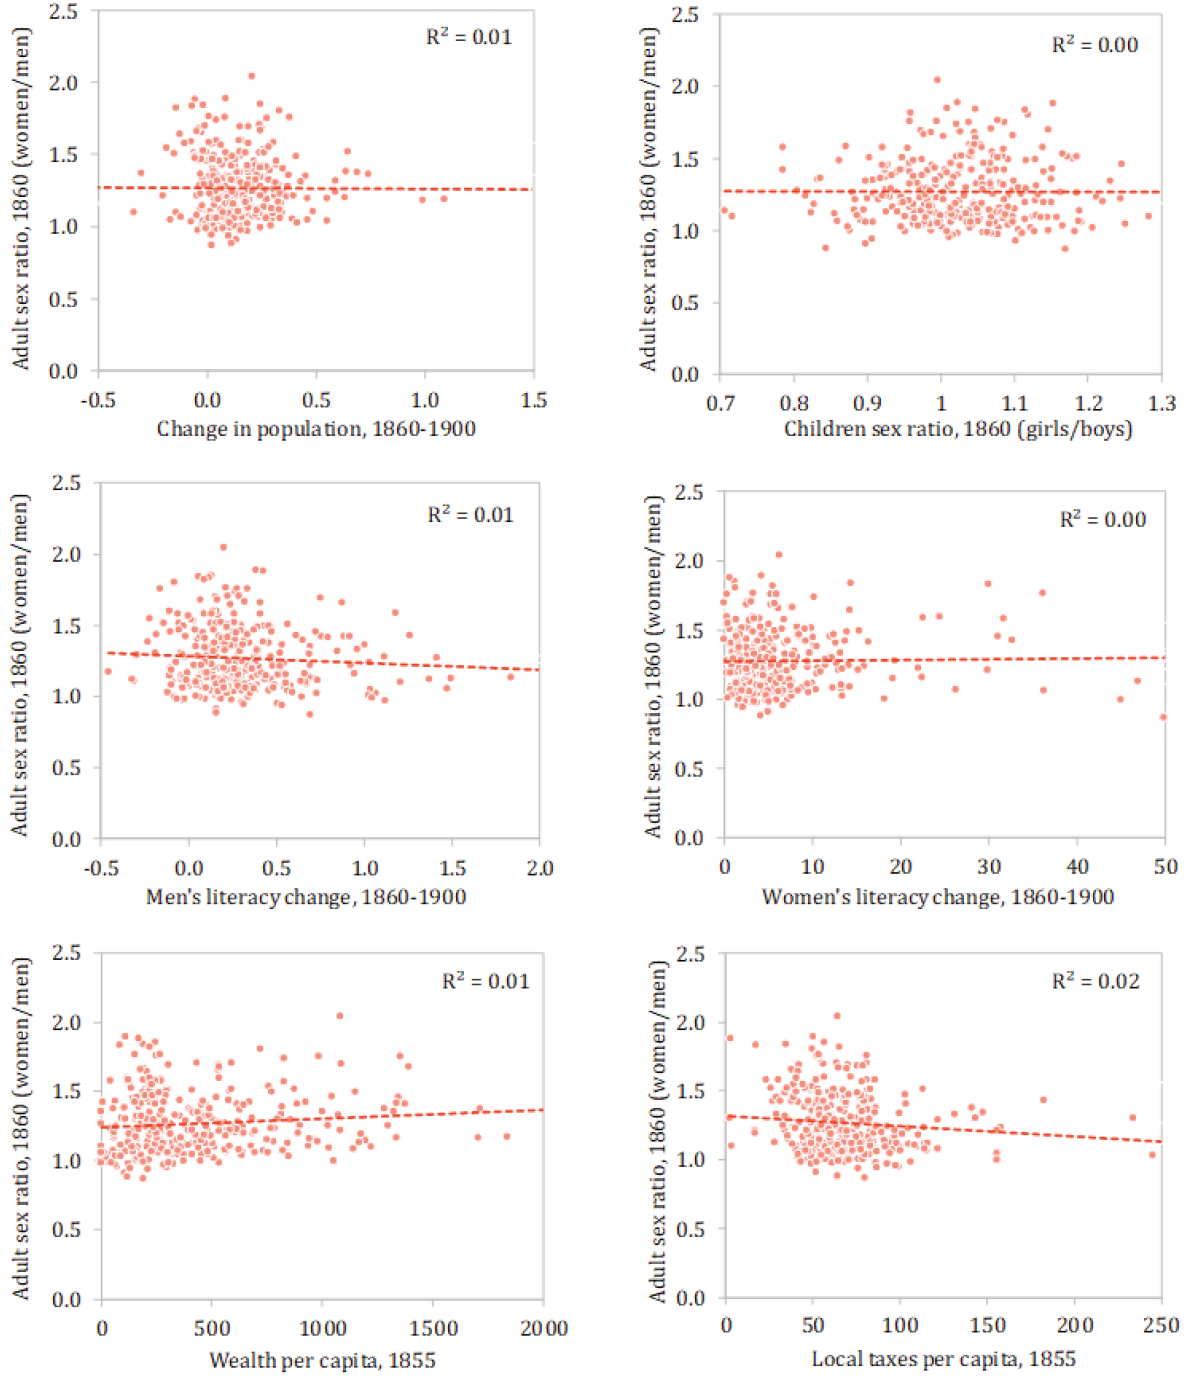 Adult sex ratio, 1860 (women/men)
2.5
2.0
1.5
1.0
0.5
0.0
R² = 0.01
-0.5 0.0 0.5 1.0 1.5
Change in population, 1860-1900
Adult sex ratio, 1860 (women/men)
2.5
2.0
1.5
1.0
0.5
0.0
R² = 0.00
0.7 0.8 0.9 1 1.1 1.2 1.3
Children sex ratio, 1860 (girls/boys)
Adult sex ratio, 1860 (women/men)
2.5
2.0
1.5
1.0
0.5
0.0
R² = 0.01
-0.5 0.0 0.5 1.0 1.5 2.0
Men's literacy change, 1860-1900
Adult sex ratio, 1860 (women/men)
2.5
2.0
1.5
1.0
0.5
0.0
R² = 0.00
0 10 20 30 40 50
Women's literacy change, 1860-1900
Adult sex ratio, 1860 (women/men)
2.5
2.0
1.5
1.0
0.5
0.0
R² = 0.01
0 500 1000 1500 2000
Wealth per capita, 1855
Adult sex ratio, 1860 (women/men)
2.5
2.0
1.5
1.0
0.5
0.0
R² = 0.02
0 50 100 150 200 250
Local taxes per capita, 1855